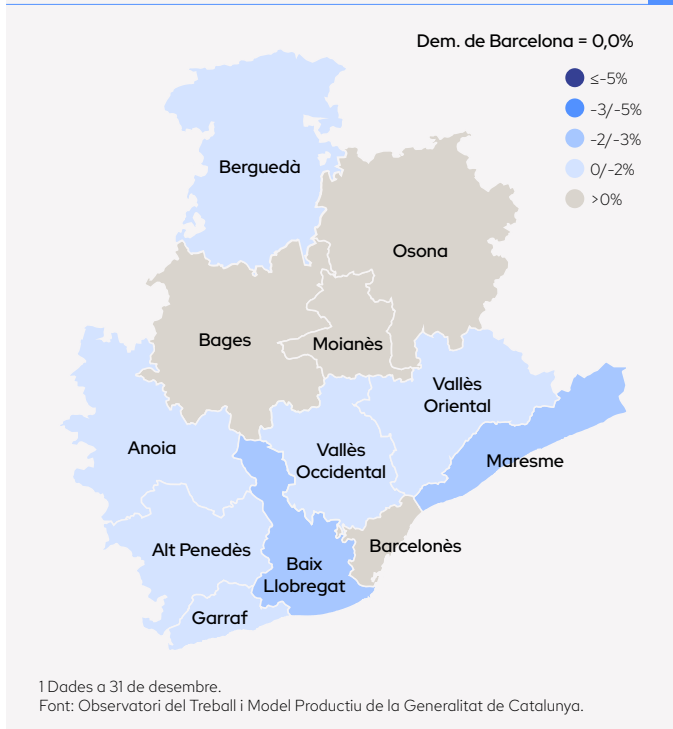 Dem. de Barcelona = 0,0%
≤-5%
-3/-5%
-2/-3%
0/-2%
>0%
Berguedà
Osona
Bages
Moianès
Vallès
Oriental
Anoia
Vallès
Occidental
Maresme
Alt Penedès
Barcelonès
Baix
Llobregat
Garraf
1 Dades a 31 de desembre.
Font: Observatori del Treball i Model Productiu de la Generalitat de Catalunya.